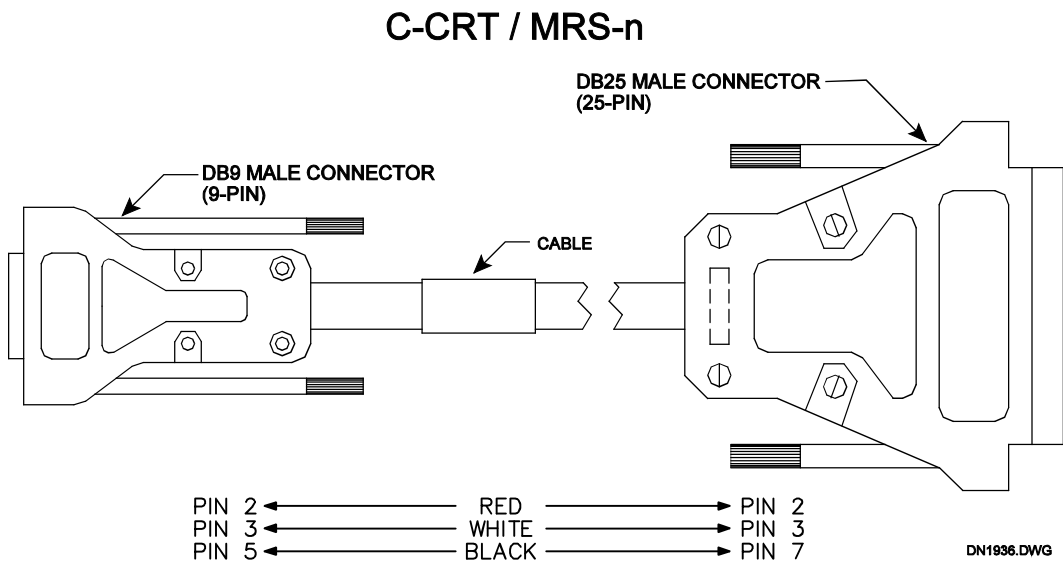 C-CRT / MRS-n
DB25 MALE CONNECTOR
(25-PIN)
DB9 MALE CONNECTOR
(9-PIN)
CABLE
PIN 2 RED PIN 2
PIN 3 WHITE PIN 3
PIN 5 BLACK PIN 7
DN1936.DWG